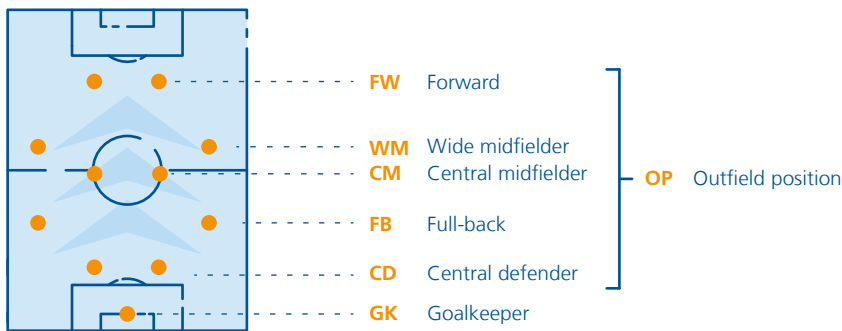 FW Forward
WM Wide midfielder
CM Central midfielder
OP Outfield position
FB Full-back
CD Central defender
GK Goalkeeper